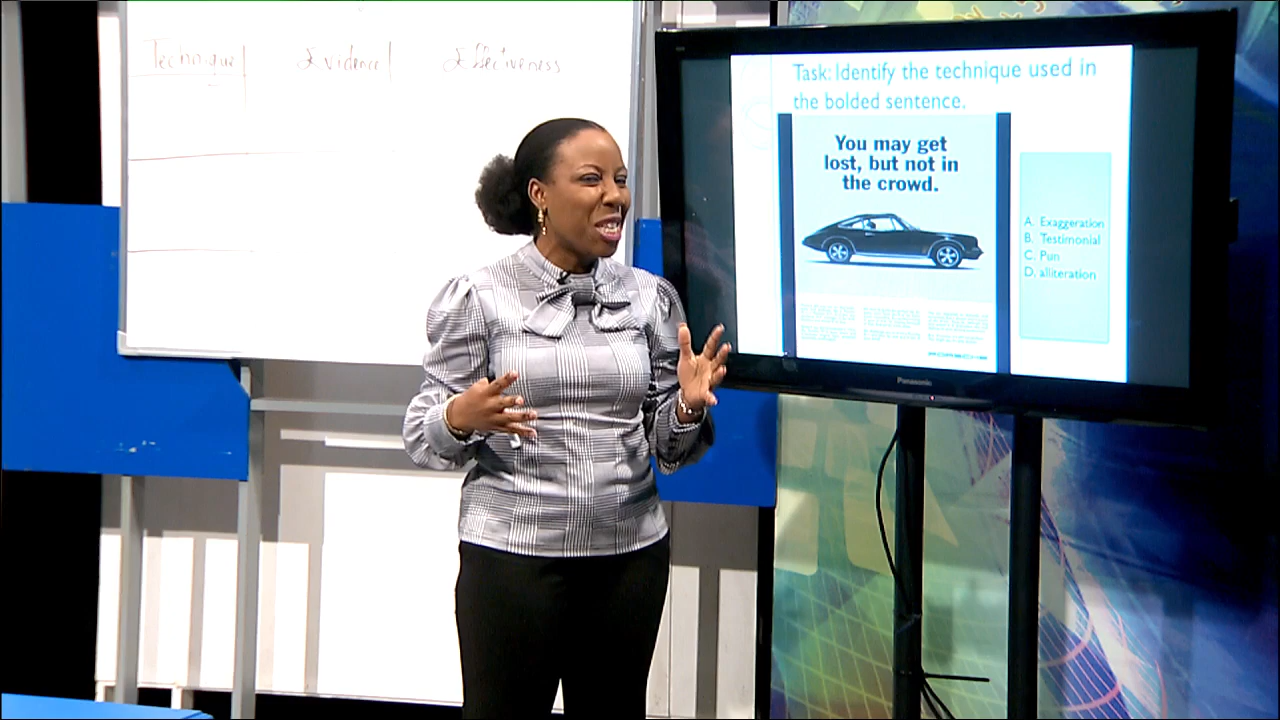 Technique Evidence Effectiveness
Task: Identify the technique used in
the bolded sentence.
You may get
lost, but not in
the crowd.
A. Exaggeration
B. Testimonial
C. Pun
D. alliteration
Panasonic